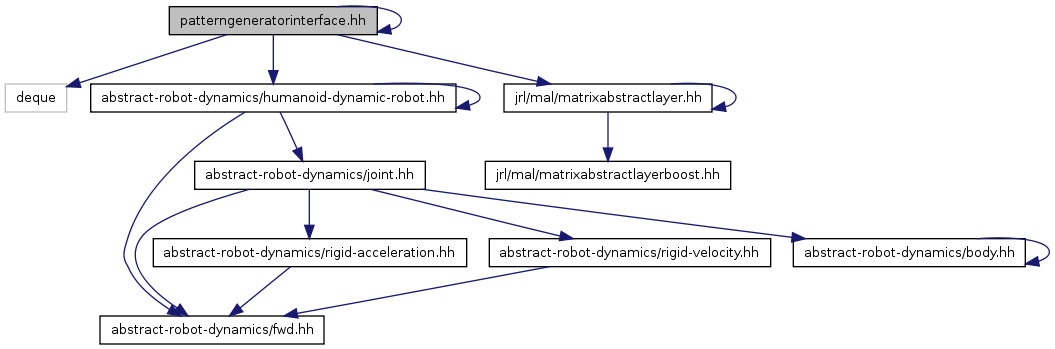 patterngeneratorinterface.hh
deque
abstract-robot-dynamics/humanoid-dynamic-robot.hh
jrl/mal/matrixabstractlayer.hh
abstract-robot-dynamics/joint.hh
jrl/mal/matrixabstractlayerboost.hh
abstract-robot-dynamics/rigid-acceleration.hh
abstract-robot-dynamics/rigid-velocity.hh
abstract-robot-dynamics/body.hh
abstract-robot-dynamics/fwd.hh